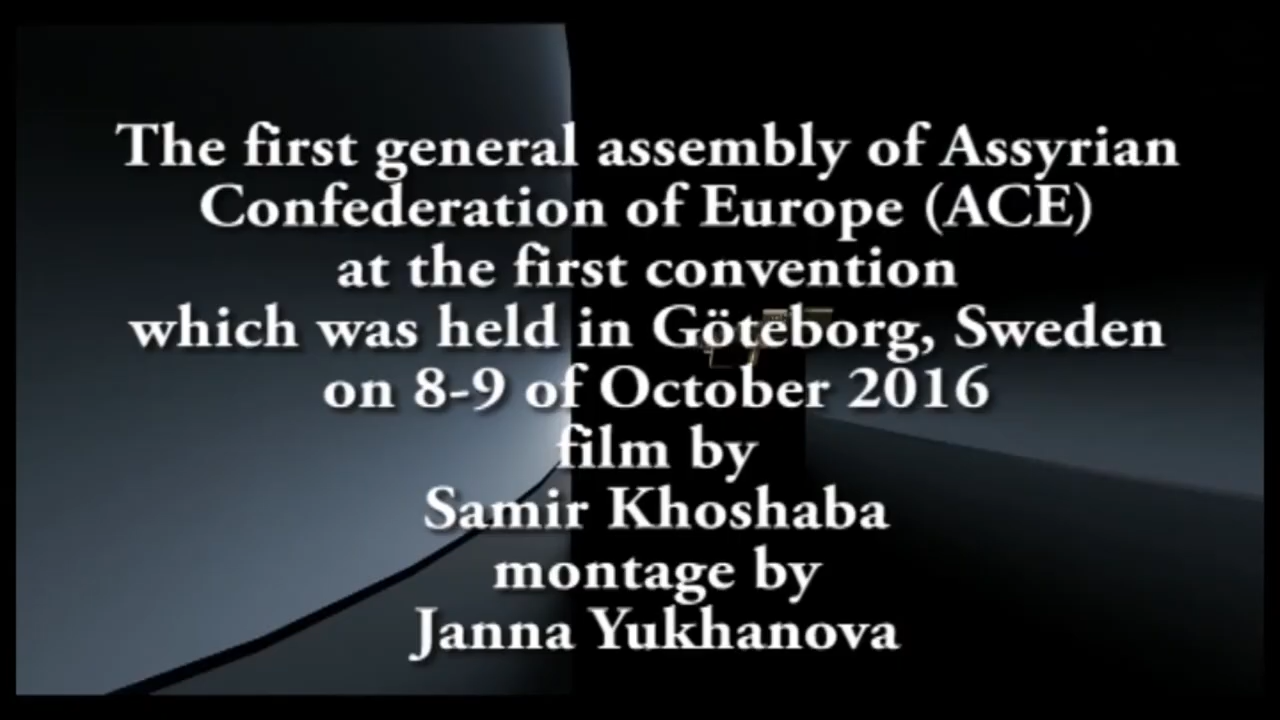 The first general assembly of Assyrian
Confederation of Europe (ACE)
at the first convention
which was held in Göteborg, Sweden
on 8-9 of October 2016
film by
Samir Khoshaba
montage by
Janna Yukhanova